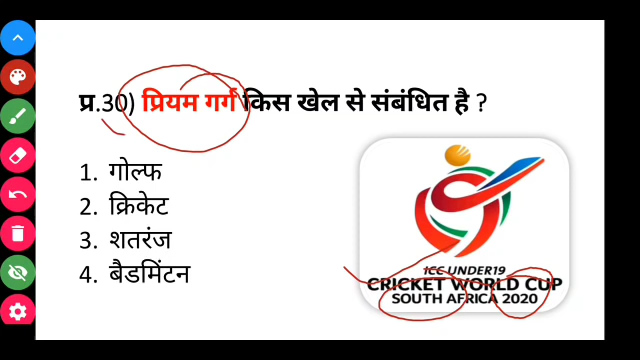 प्र.30) प्रियम गर्ग किस खेल से संबंधित है ?
1. गोल्फ
2. क्रिकेट
3. शतरंज
4. बैडमिंटन
ICC UNDER19
CRICKET WORLD CUP
SOUTH AFRICA 2020